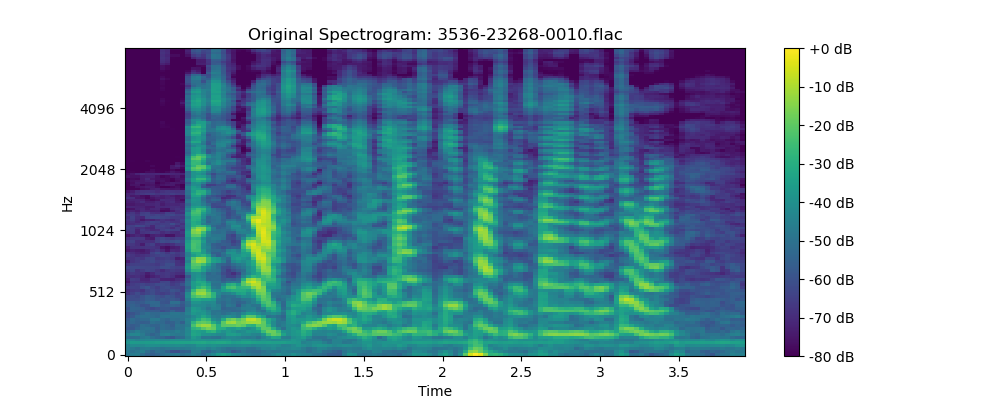 Original Spectrogram: 3536-23268-0010.flac
Hz
4096
2048
1024
512
0
0 0.5 1 1.5 2 2.5 3 3.5
Time
+0 dB
-10 dB
-20 dB
-30 dB
-40 dB
-50 dB
-60 dB
-70 dB
-80 dB